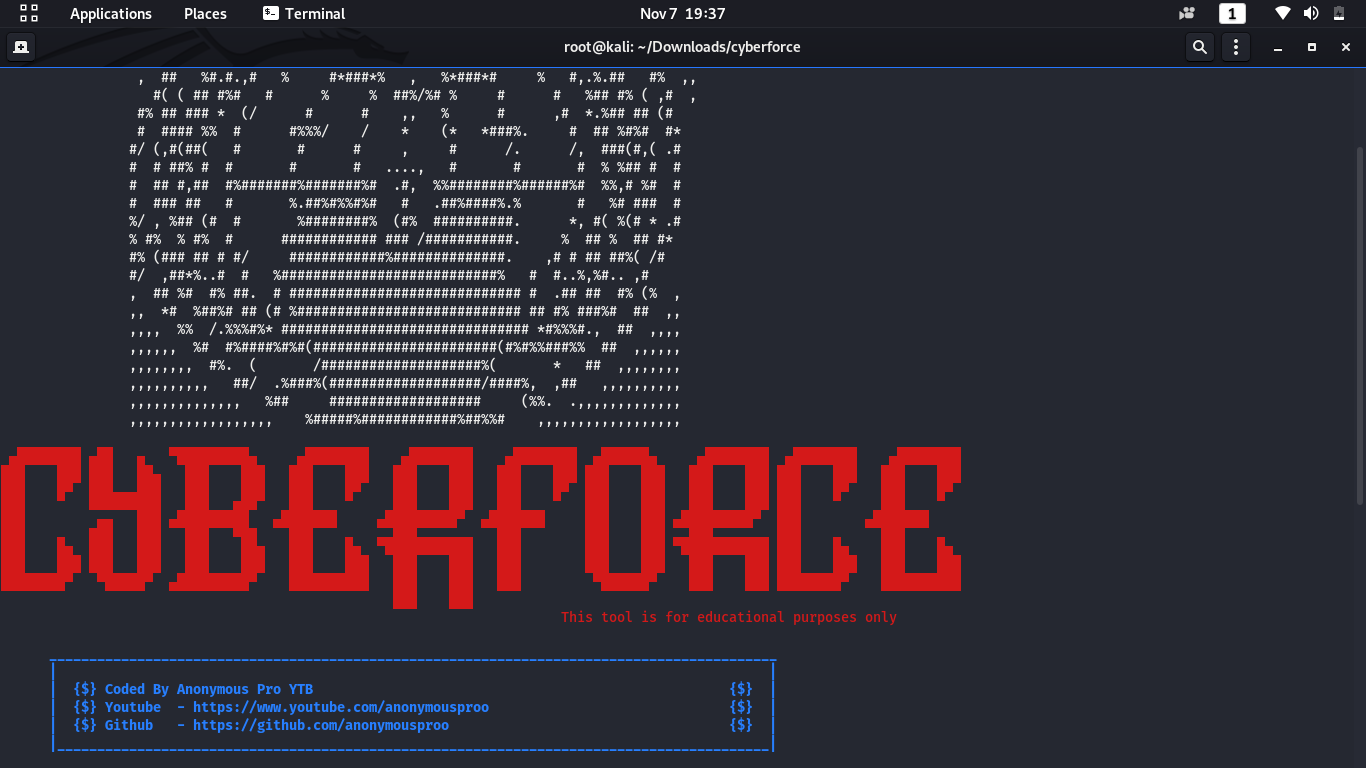 Applications Places Terminal Nov 7 19:37 1
root@kali: ~/Downloads/cyberforce
CYBERFORCE
This tool is for educational purposes only
{$} Coded By Anonymous Pro YTB {$}
{$} Youtube - https://www.youtube.com/anonymousproo {$}
{$} Github - https://github.com/anonymousproo {$}